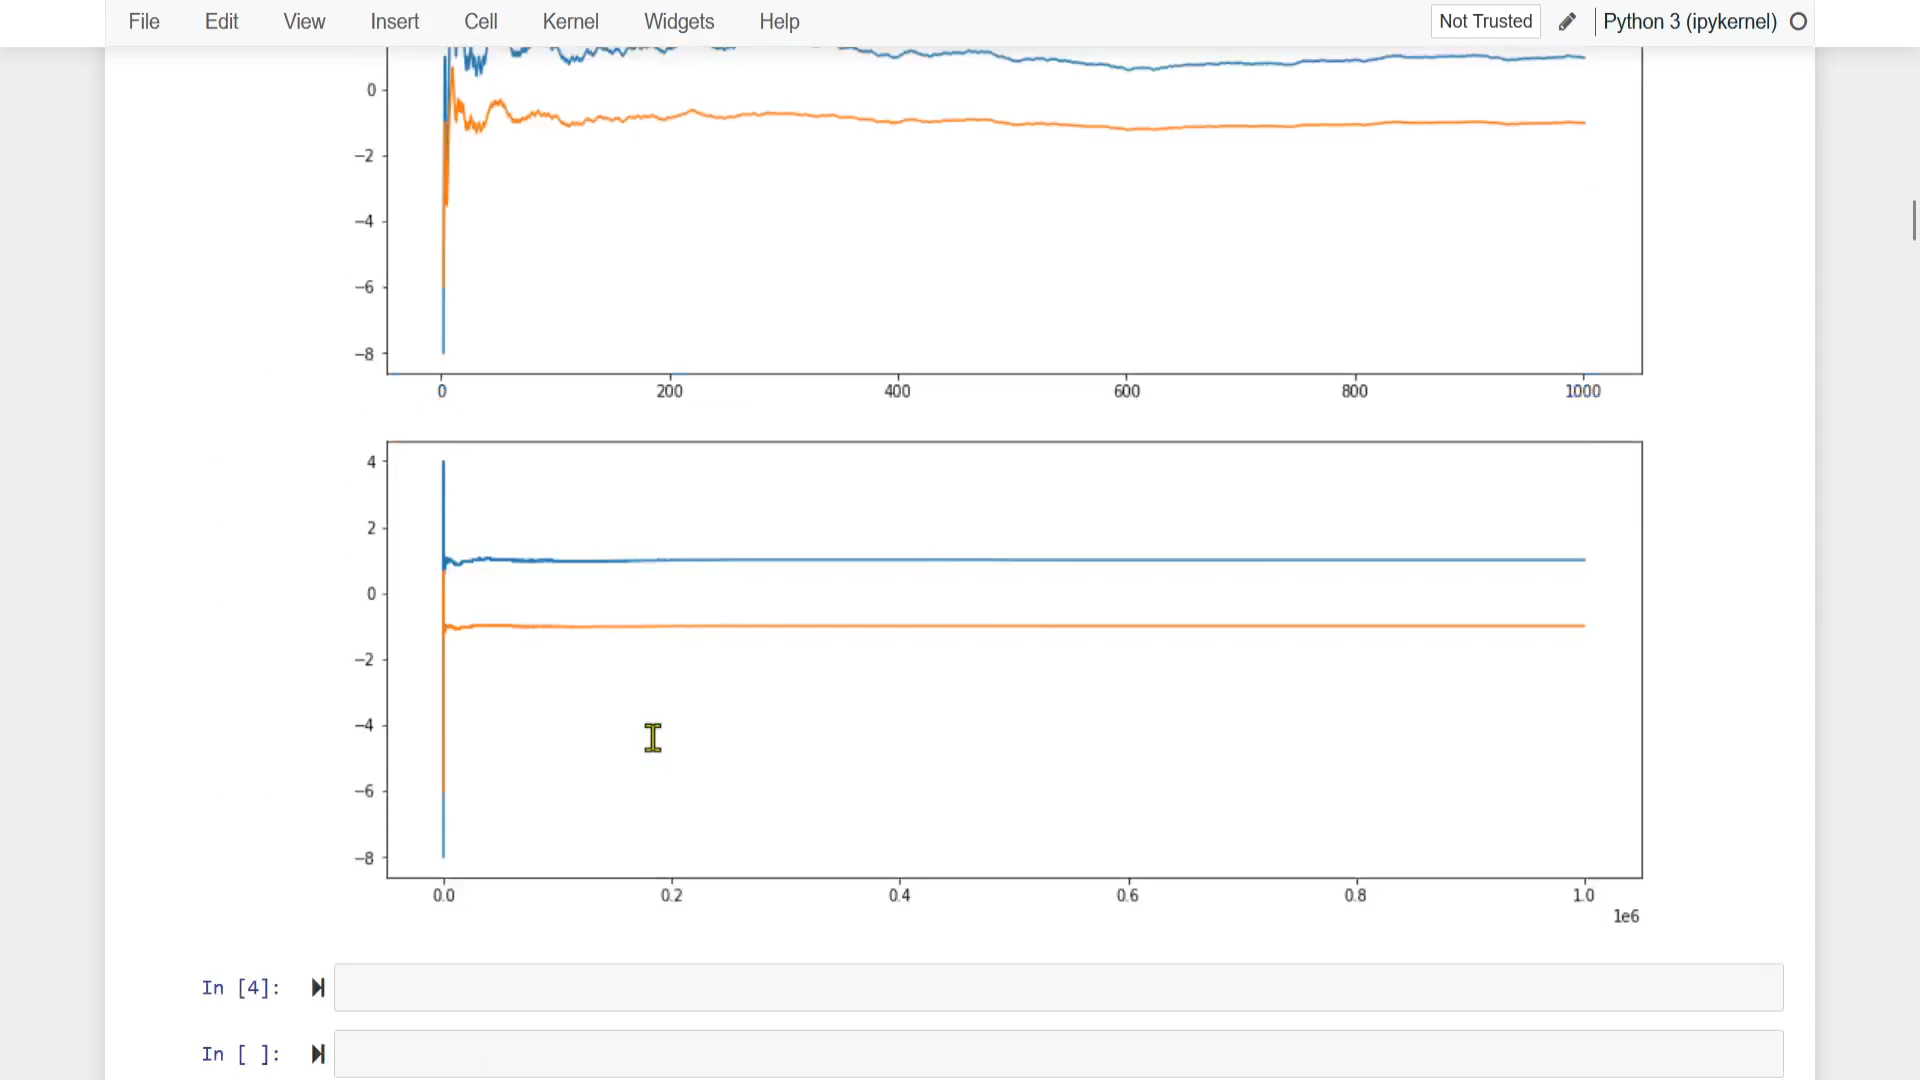 File Edit View Insert Cell Kernel Widgets Help Not Trusted Python 3 (ipykernel)
0
−2
−4
−6
−8
0 200 400 600 800 1000
4
2
0
−2
−4
−6
−8
0.0 0.2 0.4 0.6 0.8 1.0
1e6
In [4]:
In [ ]: